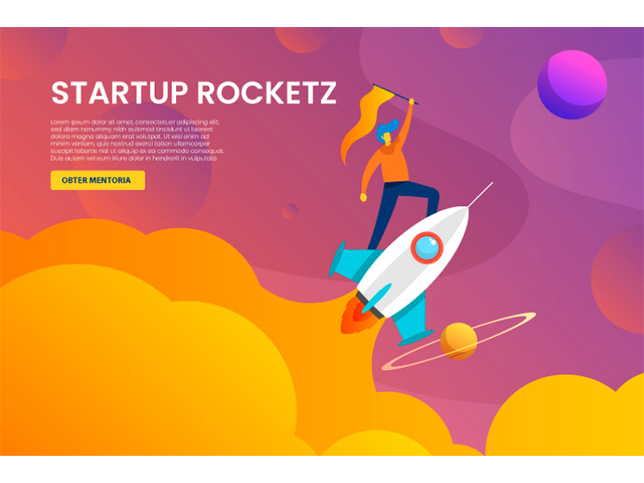 STARTUP ROCKETZ
Lorem ipsum dolor sit amet, consectetuer adipiscing elit,
sed diam nonummy nibh euismod tincidunt ut laoreet
dolore magna aliquam erat volutpat. Ut wisi enim ad
minim veniam, quis nostrud exerci tation ullamcorper
suscipit lobortis nisl ut aliquip ex ea commodo consequat.
Duis autem vel eum iriure dolor in hendrerit in vulputate
OBTER MENTORIA